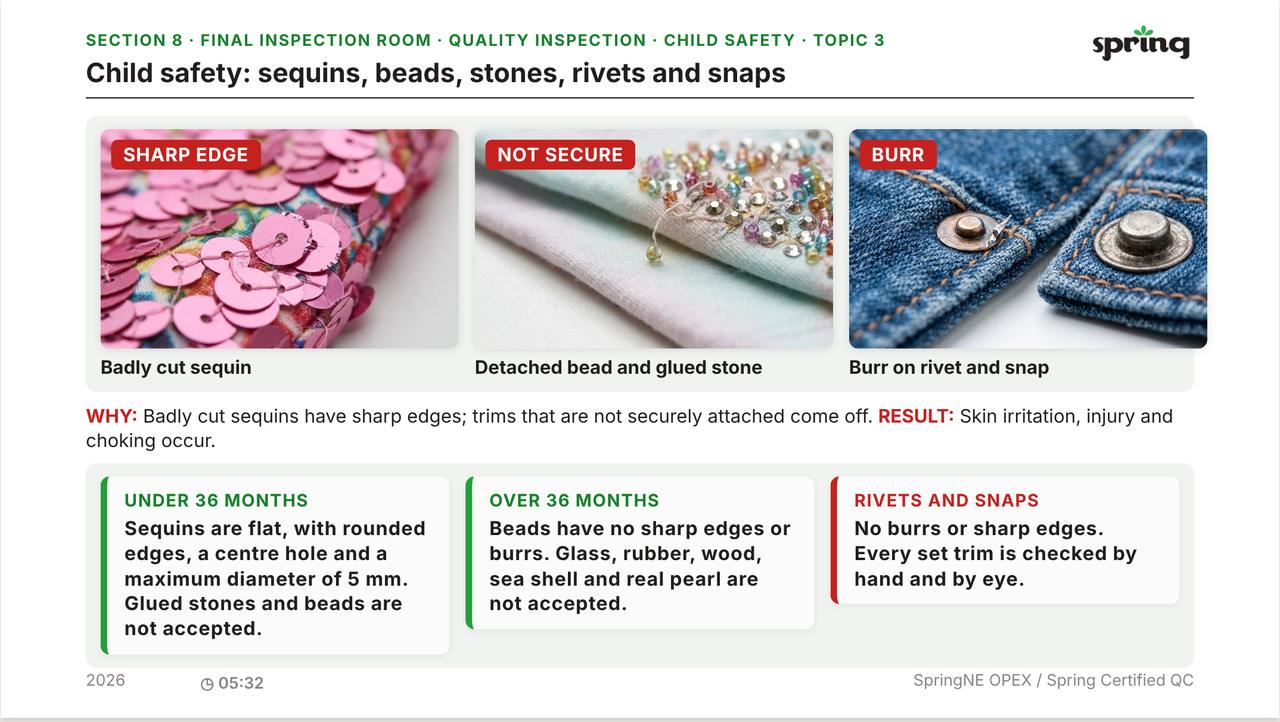 SECTION 8 · FINAL INSPECTION ROOM · QUALITY INSPECTION · CHILD SAFETY · TOPIC 3
spring
Child safety: sequins, beads, stones, rivets and snaps
SHARP EDGE
NOT SECURE
BURR
Badly cut sequin
Detached bead and glued stone
Burr on rivet and snap
WHY: Badly cut sequins have sharp edges; trims that are not securely attached come off. RESULT: Skin irritation, injury and
choking occur.
UNDER 36 MONTHS
Sequins are flat, with rounded
edges, a centre hole and a
maximum diameter of 5 mm.
Glued stones and beads are
not accepted.
OVER 36 MONTHS
Beads have no sharp edges or
burrs. Glass, rubber, wood,
sea shell and real pearl are
not accepted.
RIVETS AND SNAPS
No burrs or sharp edges.
Every set trim is checked by
hand and by eye.
2026
05:32
SpringNE OPEX / Spring Certified QC